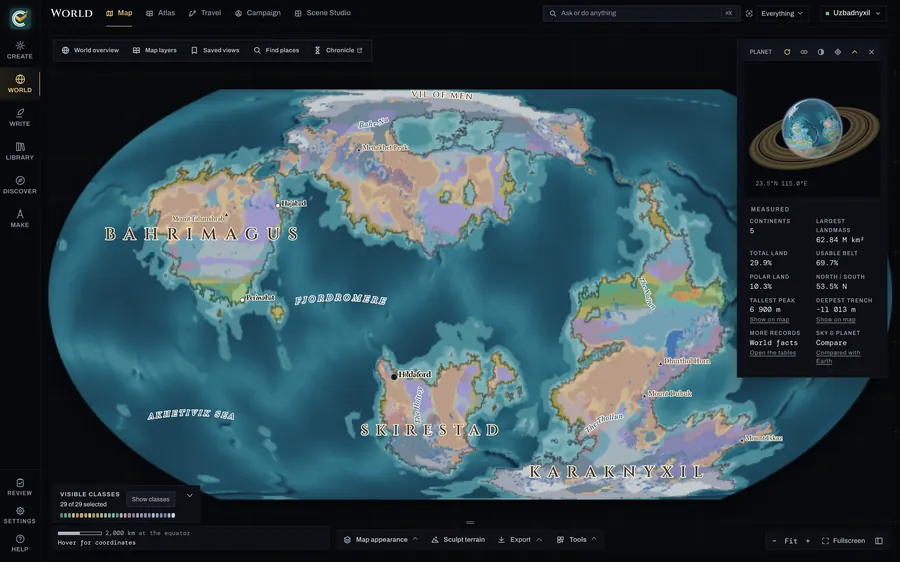 WORLD
Map
Atlas
Travel
Campaign
Scene Studio
Ask or do anything
⌘K
Everything
Uzbadnyxil
CREATE
WORLD
WRITE
LIBRARY
DISCOVER
MAKE
REVIEW
SETTINGS
HELP
World overview
Map layers
Saved views
Find places
Chronicle
VIL OF MEN
BAHRIMAGUS
FJORDROMERE
Hildaford
AKHETIVIK SEA
SKIRESTAD
The Thollun
Mount Dabuk
KARAKNYXIL
PLANET
23.5°N 115.0°E
MEASURED
CONTINENTS
5
LARGEST LANDMASS
62.84 M km²
TOTAL LAND
29.9%
USABLE BELT
69.7%
POLAR LAND
10.3%
NORTH / SOUTH
53.5% N
TALLEST PEAK
6 900 m
Show on map
DEEPEST TRENCH
-11 013 m
Show on map
MORE RECORDS
World facts
Open the tables
SKY & PLANET
Compare
Compared with Earth
VISIBLE CLASSES
29 of 29 selected
Show classes
2,000 km at the equator
Hover for coordinates
Map appearance
Sculpt terrain
Export
Tools
Fit
Fullscreen